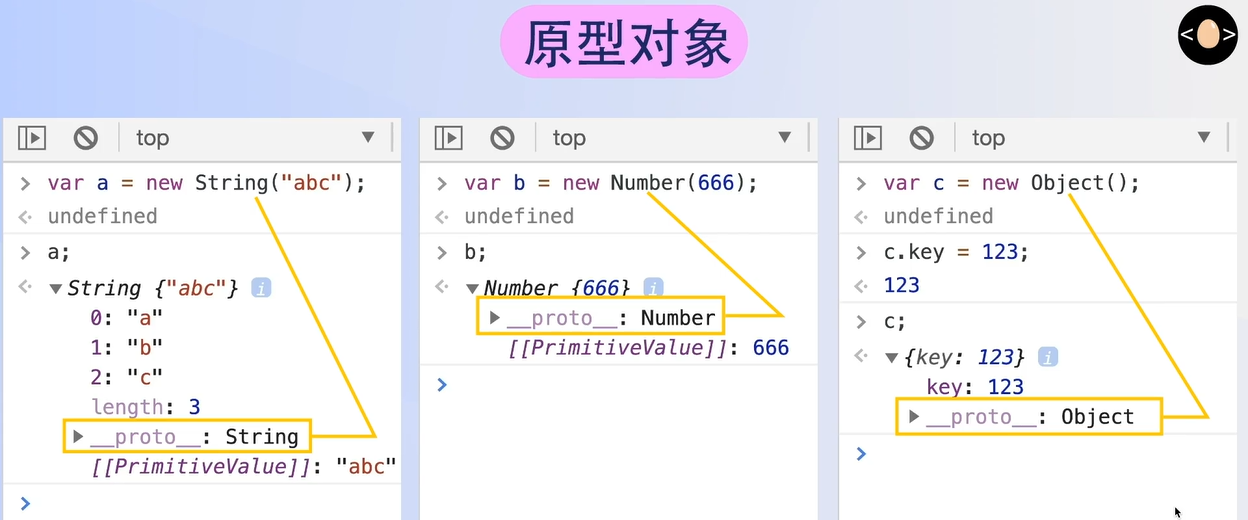 原型对象
< >
top
var a = new String("abc");
undefined
a;
String {"abc"} i
0: "a"
1: "b"
2: "c"
length: 3
__proto__: String
[[PrimitiveValue]]: "abc"
top
var b = new Number(666);
undefined
b;
Number {666} i
__proto__: Number
[[PrimitiveValue]]: 666
top
var c = new Object();
undefined
c.key = 123;
123
c;
{key: 123} i
key: 123
__proto__: Object